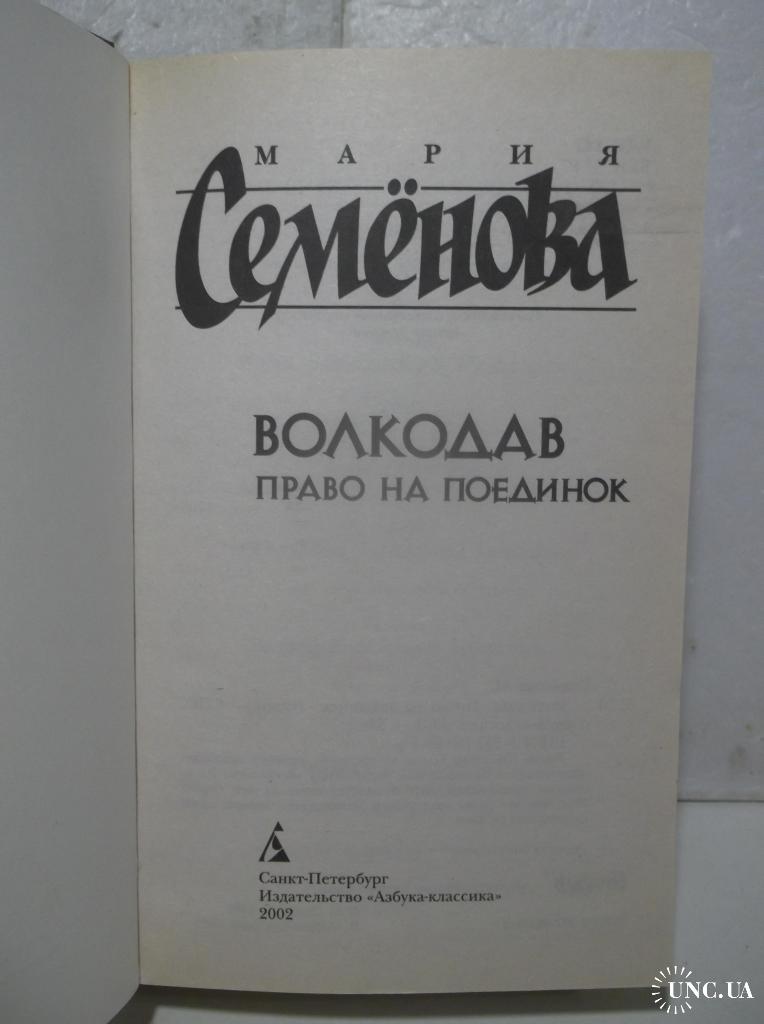 МАРИЯ
Семёнова
ВОЛКОДАВ
ПРАВО НА ПОЕДИНОК
Санкт-Петербург
Издательство «Азбука-классика»
2002
UNC.UA